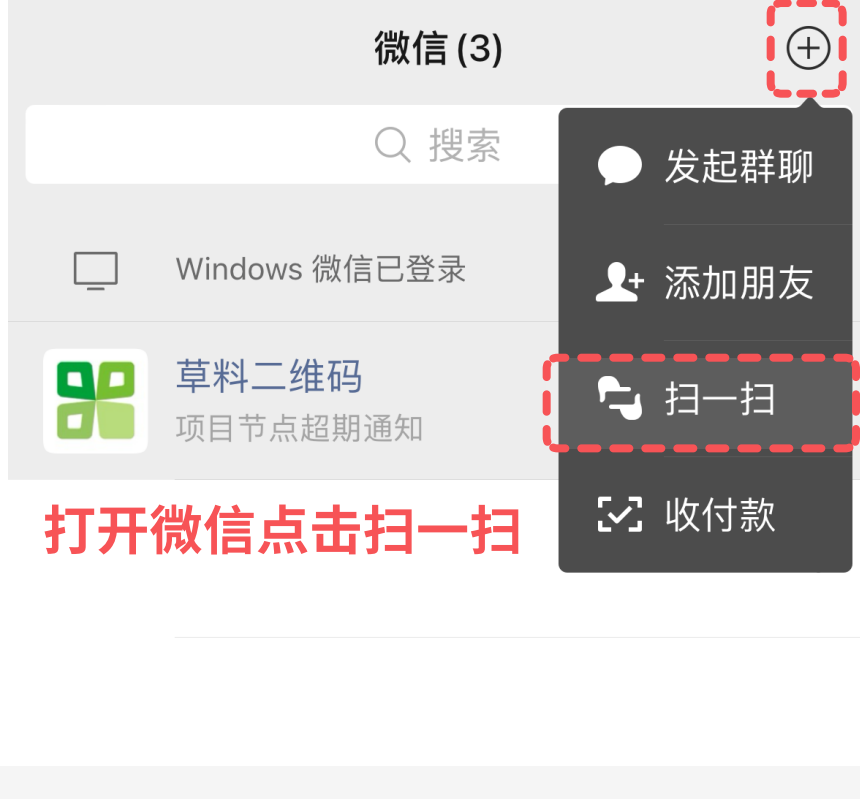 微信(3)
搜索
发起群聊
Windows 微信已登录
添加朋友
草料二维码
项目节点超期通知
扫一扫
打开微信点击扫一扫
收付款